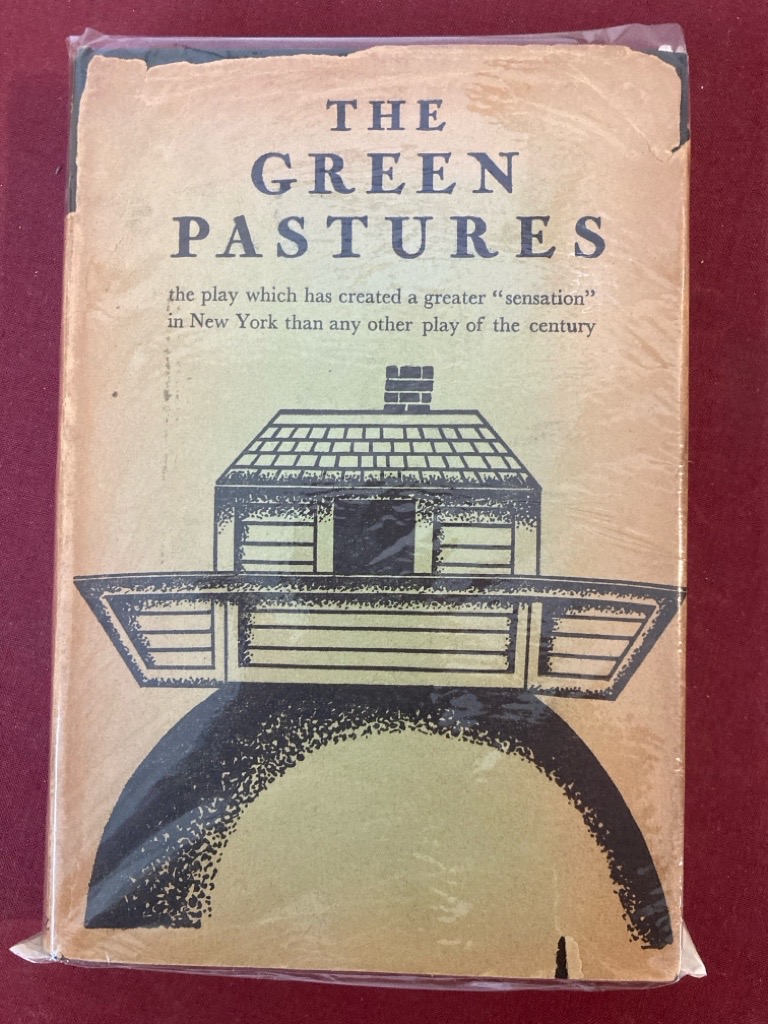 THE
GREEN
PASTURES
the play which has created a greater “sensation”
in New York than any other play of the century